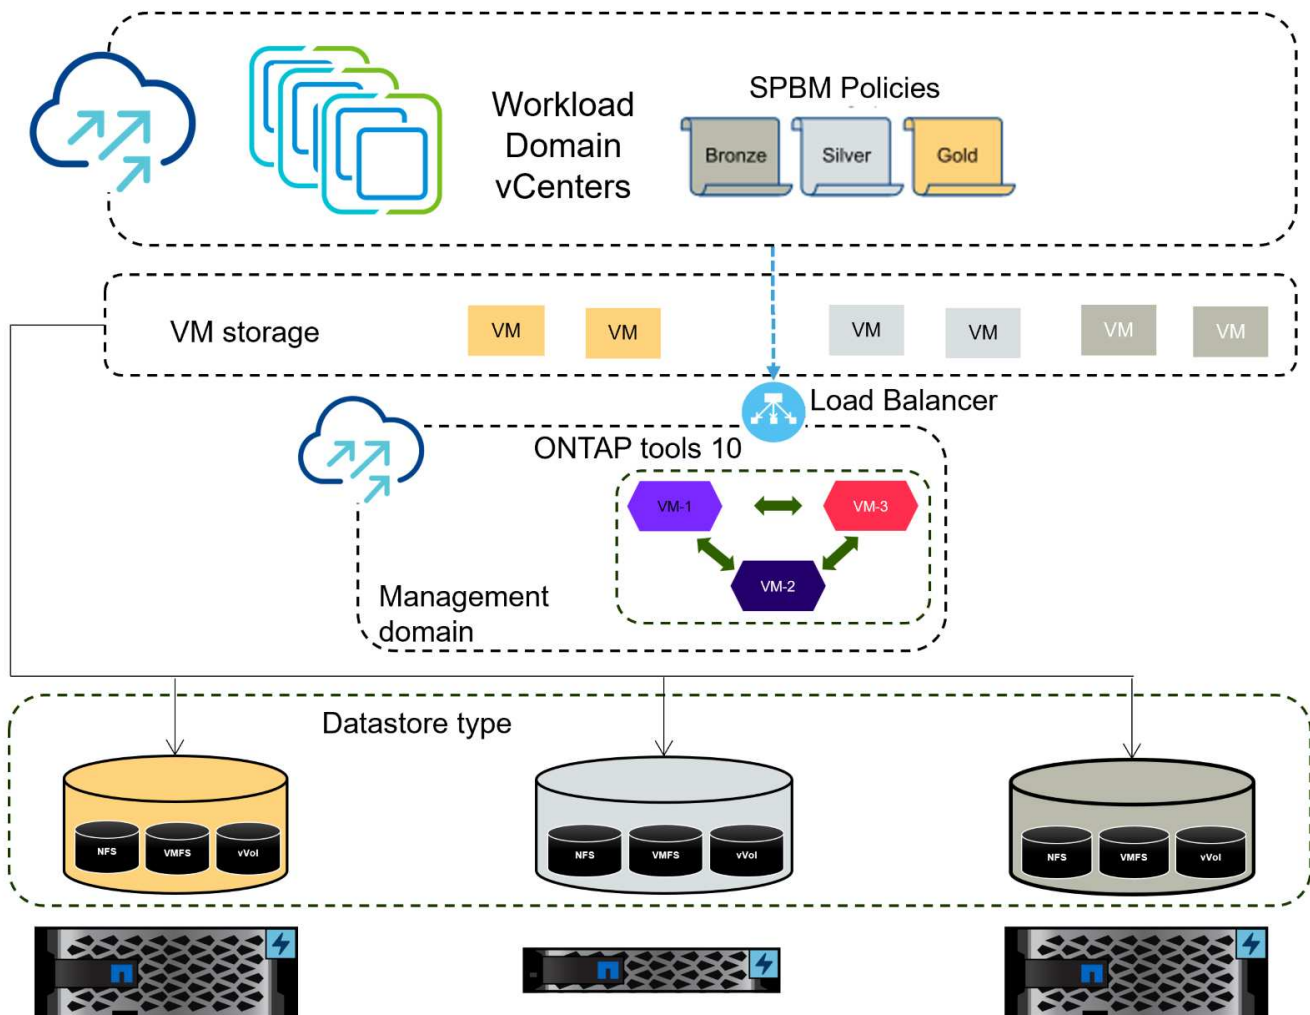 SPBM Policies
Workload
Domain
vCenters
Bronze
Silver
Gold
VM storage
VM
VM
VM
VM
VM
VM
Load Balancer
ONTAP tools 10
VM-1
VM-3
VM-2
Management
domain
Datastore type
NFS
VMFS
vVol
NFS
VMFS
vVol
NFS
VMFS
vVol